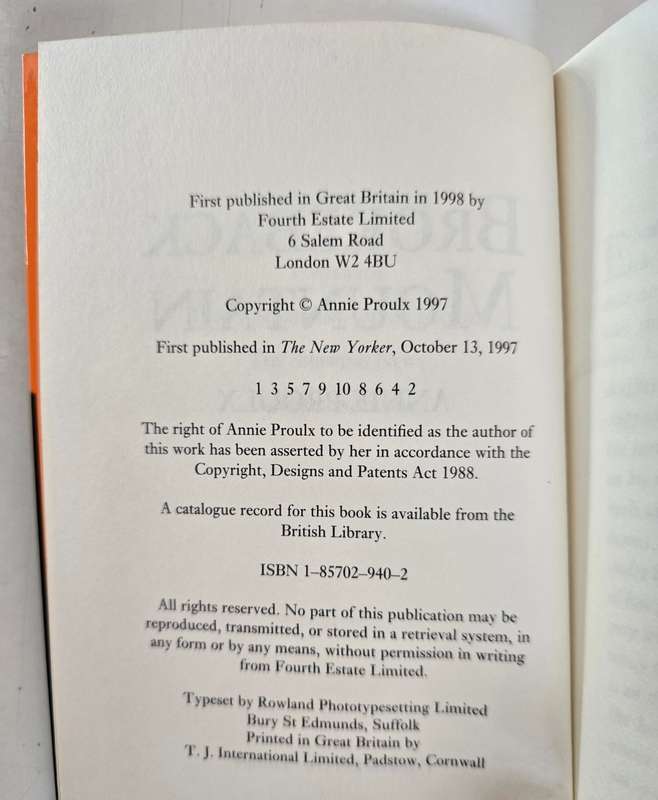 First published in Great Britain in 1998 by
Fourth Estate Limited
6 Salem Road
London W2 4BU
Copyright © Annie Proulx 1997
First published in The New Yorker, October 13, 1997
1 3 5 7 9 10 8 6 4 2
The right of Annie Proulx to be identified as the author of
this work has been asserted by her in accordance with the
Copyright, Designs and Patents Act 1988.
A catalogue record for this book is available from the
British Library.
ISBN 1–85702–940–2
All rights reserved. No part of this publication may be
reproduced, transmitted, or stored in a retrieval system, in
any form or by any means, without permission in writing
from Fourth Estate Limited.
Typeset by Rowland Phototypesetting Limited
Bury St Edmunds, Suffolk
Printed in Great Britain by
T. J. International Limited, Padstow, Cornwall